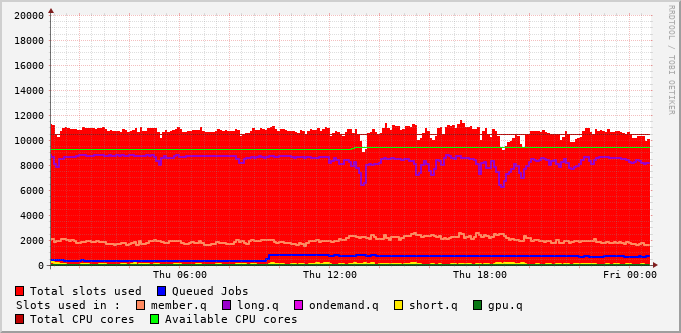 20000
18000
16000
14000
12000
10000
8000
6000
4000
2000
0
Thu 06:00 Thu 12:00 Thu 18:00 Fri 00:00
RRDTOOL / TOBI OETIKER
Total slots used Queued Jobs
Slots used in : member.q long.q ondemand.q short.q gpu.q
Total CPU cores Available CPU cores